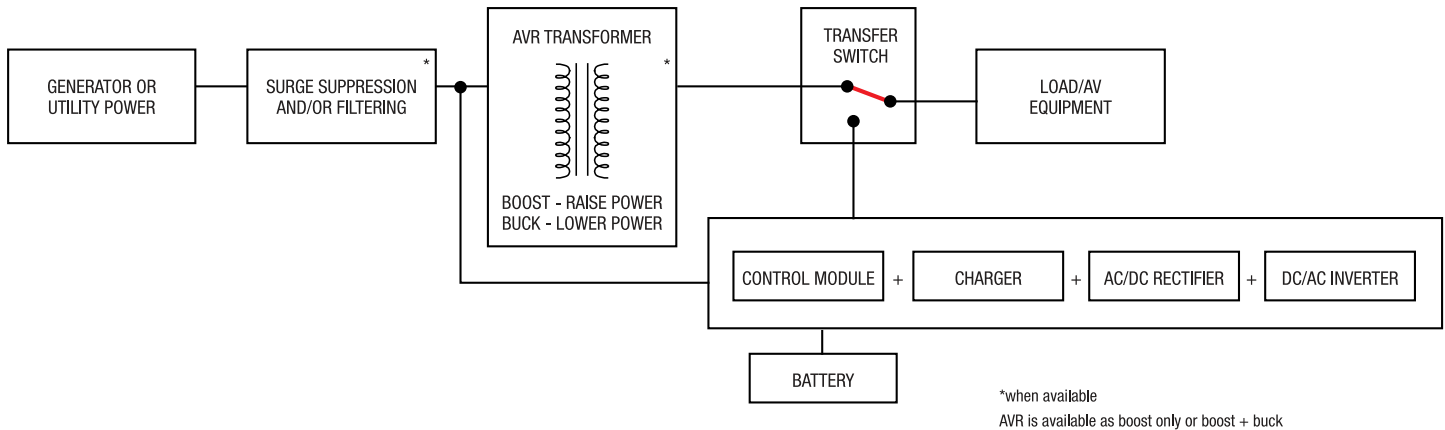 GENERATOR OR
UTILITY POWER
SURGE SUPPRESSION
AND/OR FILTERING
*
AVR TRANSFORMER
*
BOOST - RAISE POWER
BUCK - LOWER POWER
TRANSFER
SWITCH
LOAD/AV
EQUIPMENT
CONTROL MODULE + CHARGER + AC/DC RECTIFIER + DC/AC INVERTER
BATTERY
*when available
AVR is available as boost only or boost + buck